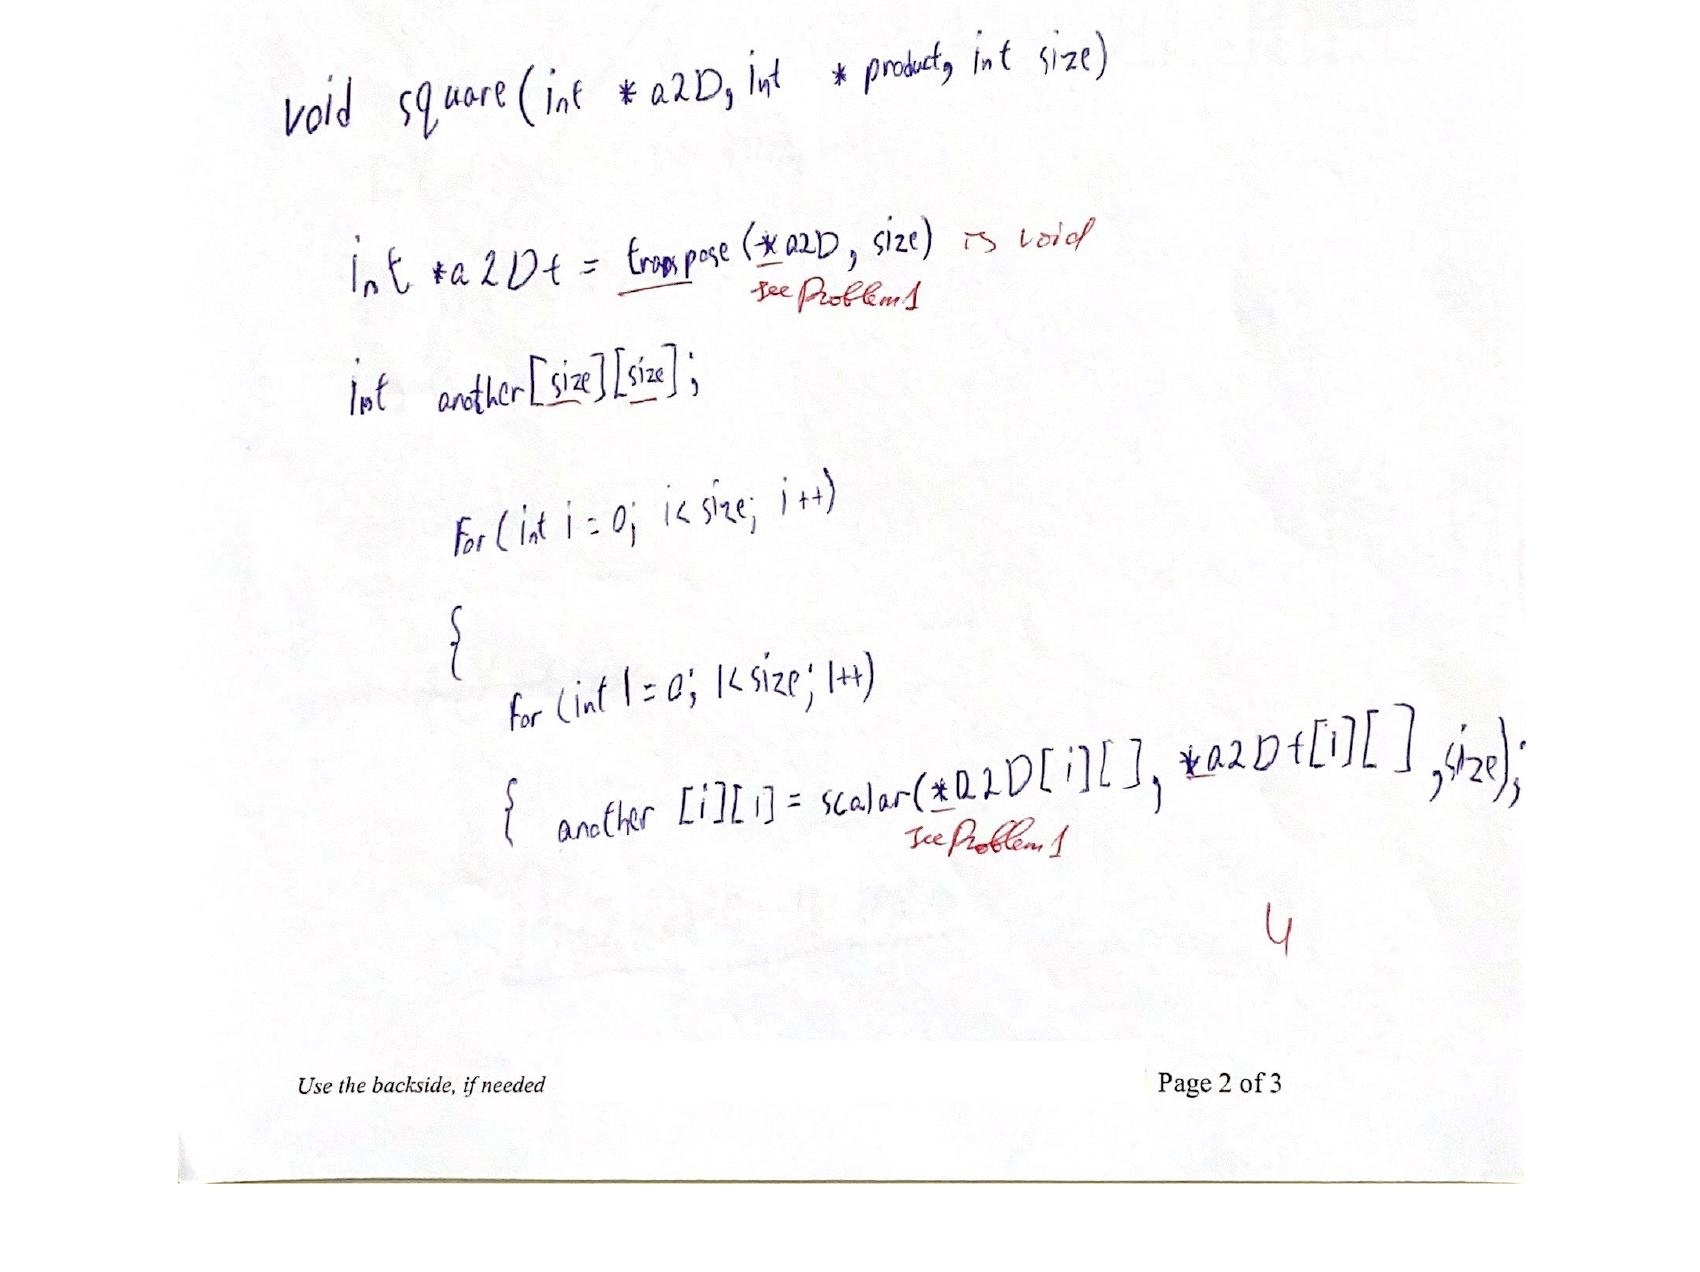 void square(int *a2D, int * product, int size)
int *a2Dt = transpose (*a2D, size) is void
see Problem 1
int another[size][size];
For(int i=0; i<size; i++)
{
for (int l=0; l<size; l++)
{ another [i][l] = scalar(*a2D[i][], *a2Dt[l][],size);
see Problem 1
4
Use the backside, if needed Page 2 of 3